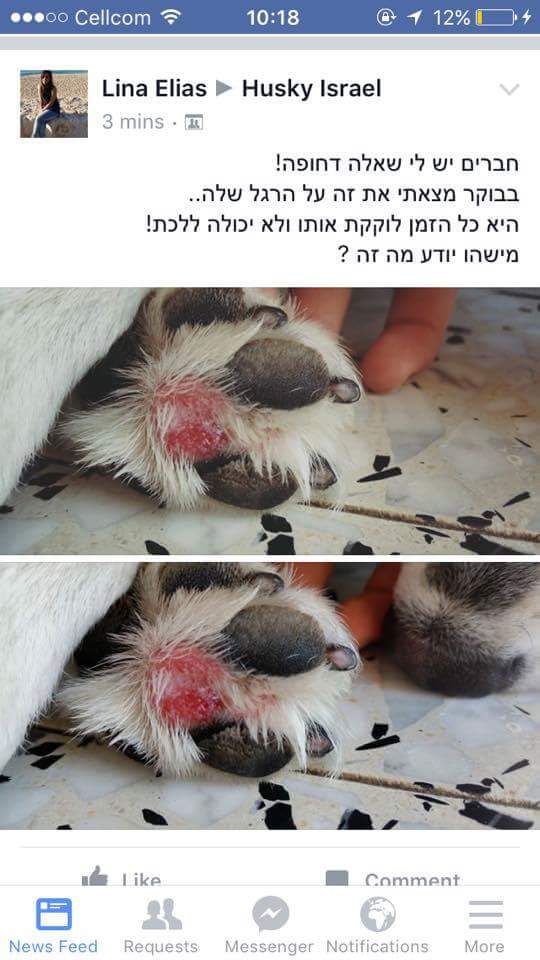 Cellcom 10:18 12%
Lina Elias ▶ Husky Israel
3 mins ·
חברים יש לי שאלה דחופה!
בבוקר מצאתי את זה על הרגל שלה..
היא כל הזמן לוקקת אותו ולא יכולה ללכת!
מישהו יודע מה זה ?
Like Comment
News Feed Requests Messenger Notifications More